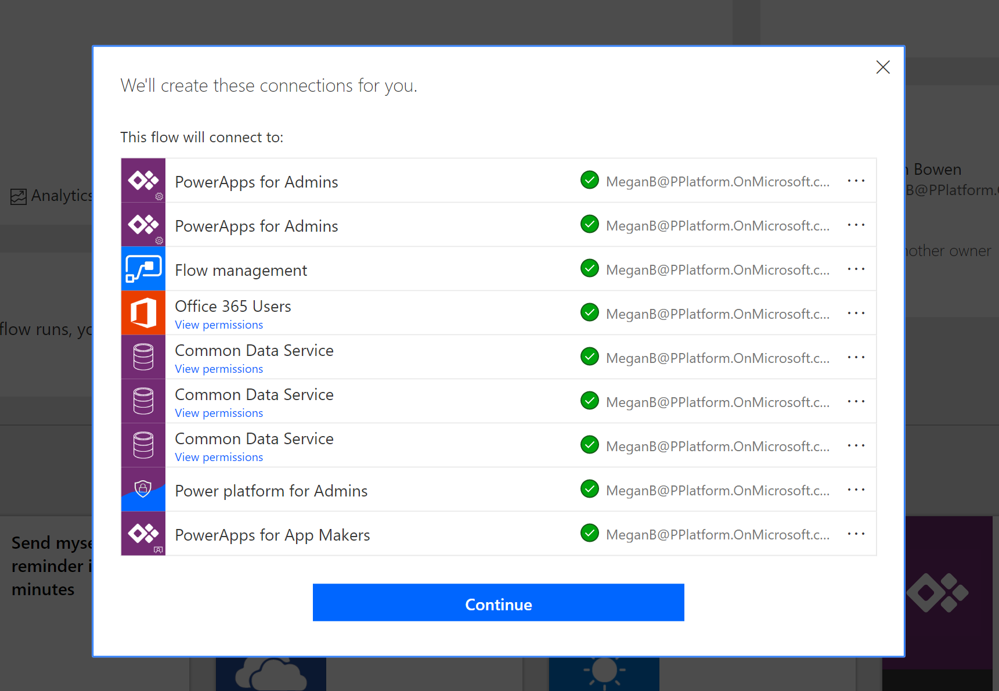 We'll create these connections for you.
This flow will connect to:
PowerApps for Admins MeganB@PPlatform.OnMicrosoft.c...
PowerApps for Admins MeganB@PPlatform.OnMicrosoft.c...
Flow management MeganB@PPlatform.OnMicrosoft.c...
Office 365 Users MeganB@PPlatform.OnMicrosoft.c...
View permissions
Common Data Service MeganB@PPlatform.OnMicrosoft.c...
View permissions
Common Data Service MeganB@PPlatform.OnMicrosoft.c...
View permissions
Common Data Service MeganB@PPlatform.OnMicrosoft.c...
View permissions
Power platform for Admins MeganB@PPlatform.OnMicrosoft.c...
PowerApps for App Makers MeganB@PPlatform.OnMicrosoft.c...
Continue
Analytics
flow runs,
Send
reminder
minutes
Bowen
B@PPlatform.
owner